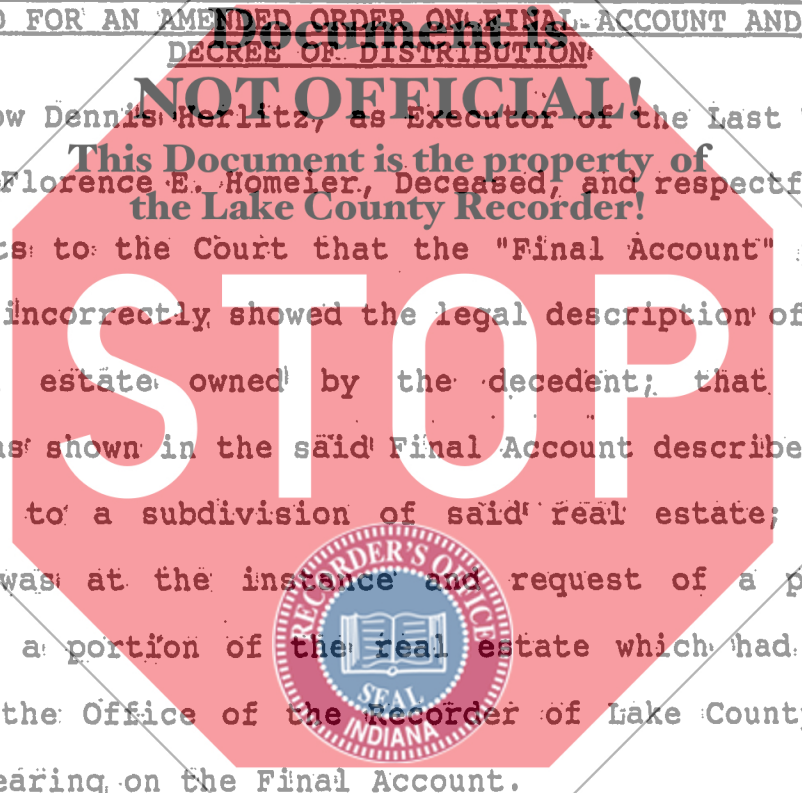 D FOR AN AMENDED ORDER ON FINAL ACCOUNT AND
Document is
DECREE OF DISTRIBUTION
NOT OFFICIAL!
ow Dennis Herlitz, as Executor of the Last
This Document is the property of
Florence E. Homeier, Deceased, and respectf
the Lake County Recorder!
ts to the Court that the "Final Account"
incorrectly showed the legal description of
STOP
estate owned by the decedent; that
as shown in the said Final Account describe
to a subdivision of said real estate;
RECORDER'S OFFICE
was at the instance and request of a p
a portion of the real estate which had
SEAL
the Office of the Recorder of Lake County
INDIANA
earing on the Final Account.